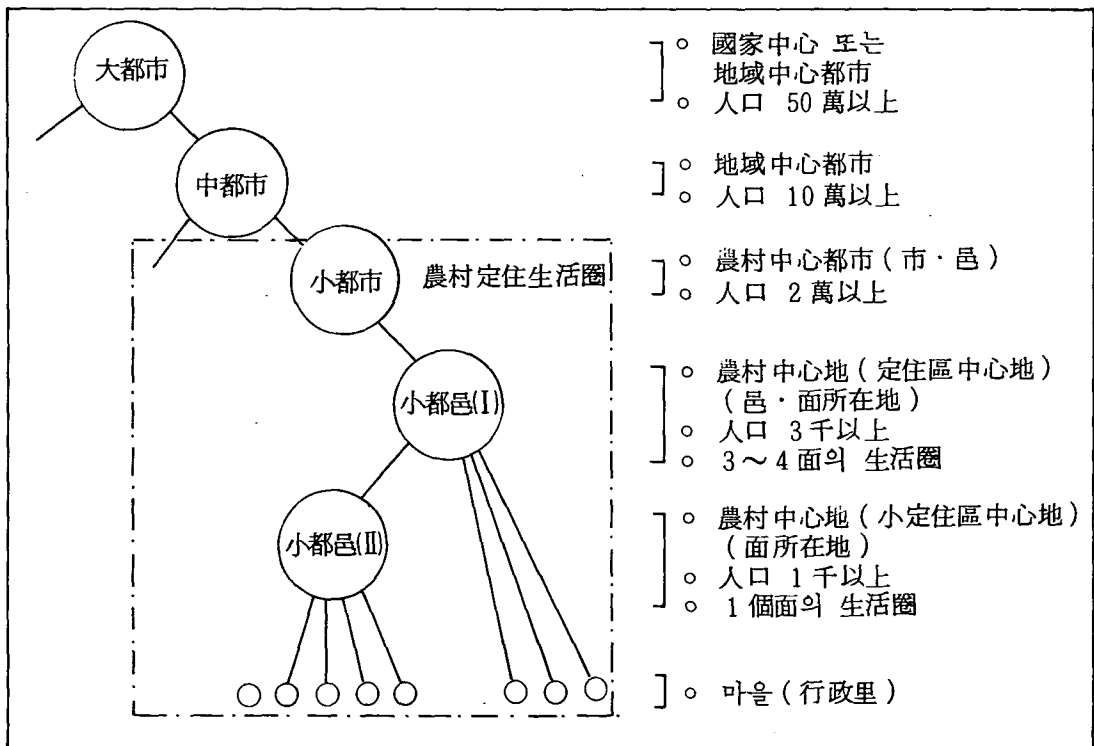 大都市
○ 國家中心 또는
地域中心都市
○ 人口 50 萬以上
中都市
○ 地域中心都市
○ 人口 10 萬以上
小都市
農村定住生活圈
○ 農村中心都市 ( 市 · 邑 )
○ 人口 2 萬以上
小都邑(Ⅰ)
○ 農村中心地 ( 定住區中心地 )
( 邑 · 面所在地 )
○ 人口 3 千以上
○ 3 ～ 4 面의 生活圈
小都邑(Ⅱ)
○ 農村中心地 ( 小定住區中心地 )
( 面所在地 )
○ 人口 1 千以上
○ 1 個面의 生活圈
○ 마을 ( 行政里 )